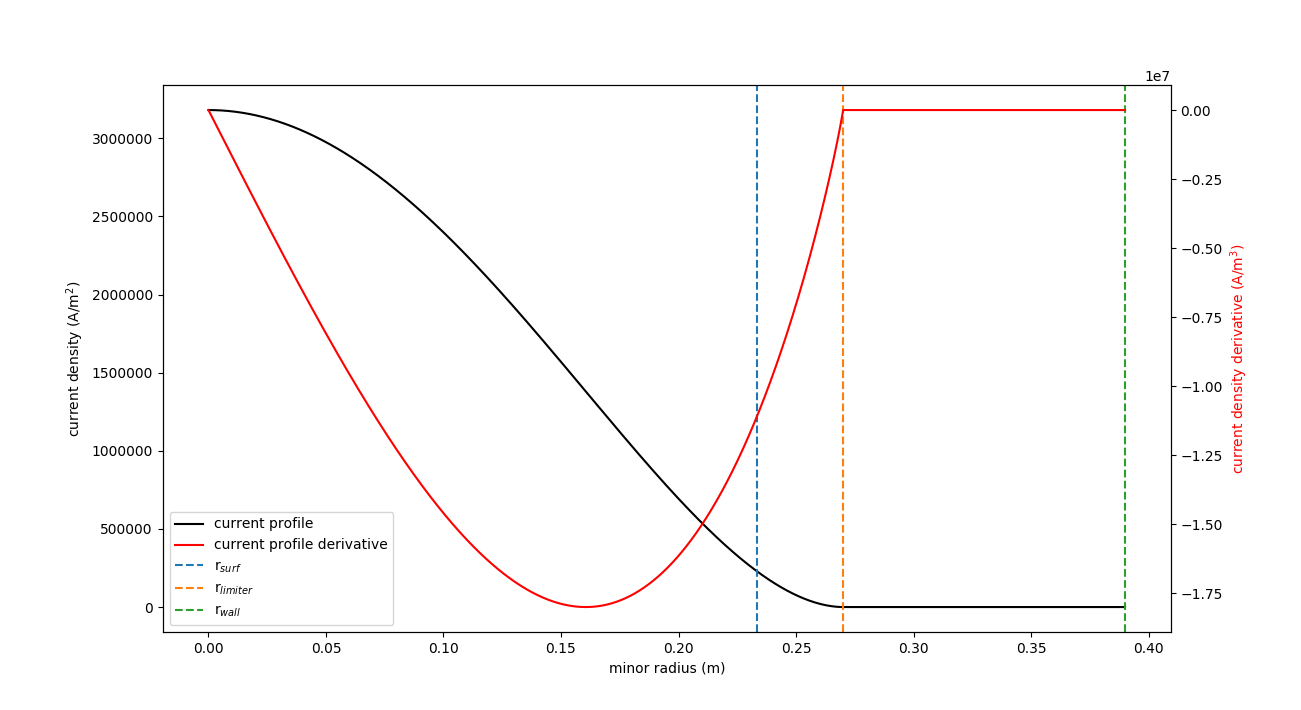 1e7
3000000
2500000
2000000
1500000
1000000
500000
0
current density (A/m²)
0.00
−0.25
−0.50
−0.75
−1.00
−1.25
−1.50
−1.75
current density derivative (A/m³)
current profile
current profile derivative
r_surf
r_limiter
r_wall
0.00 0.05 0.10 0.15 0.20 0.25 0.30 0.35 0.40
minor radius (m)